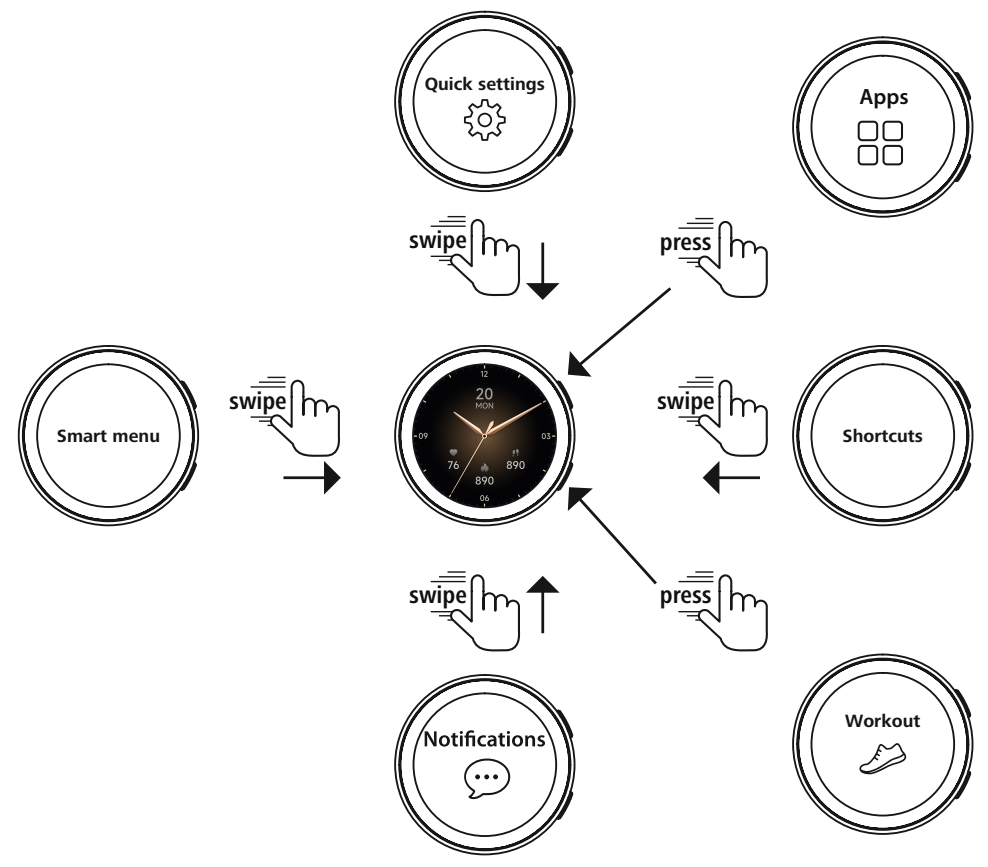 Quick settings
Apps
swipe
press
Smart menu
swipe
12
20
MON
09
03
76
890
890
06
swipe
Shortcuts
swipe
press
Notifications
Workout